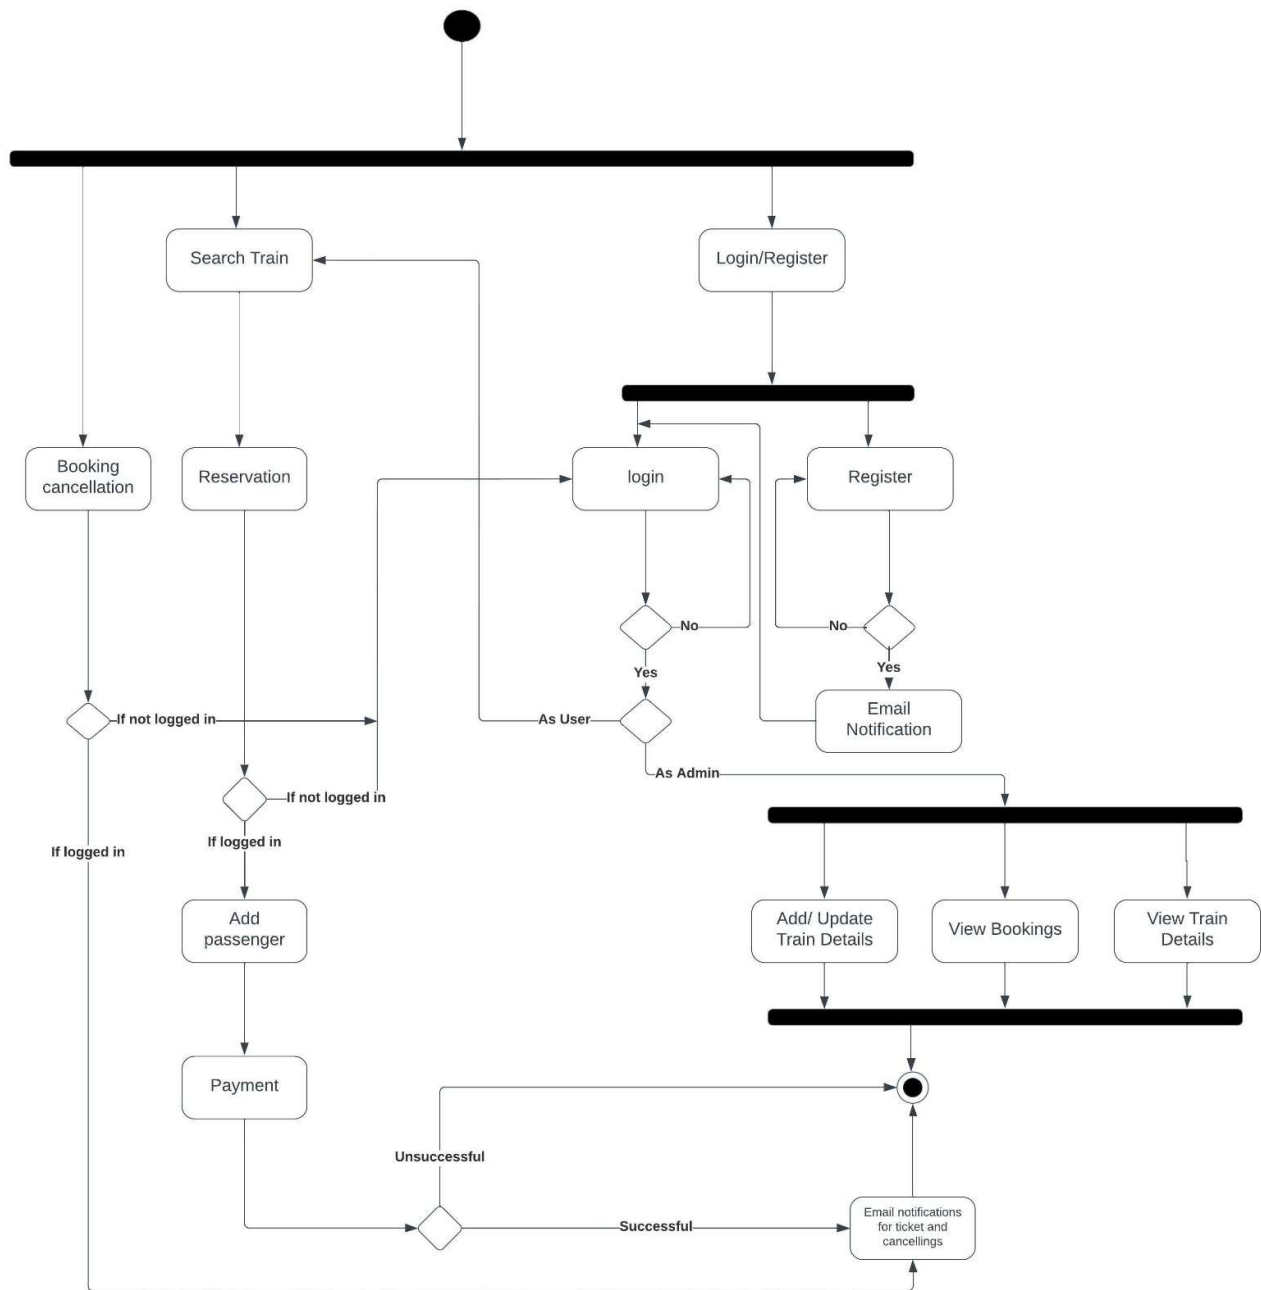 Search Train
Login/Register
Booking
cancellation
Reservation
login
Register
No
No
Yes
Yes
If not logged in
As User
Email
Notification
As Admin
If not logged in
If logged in
If logged in
Add
passenger
Add/ Update
Train Details
View Bookings
View Train
Details
Payment
Unsuccessful
Successful
Email notifications
for ticket and
cancellings